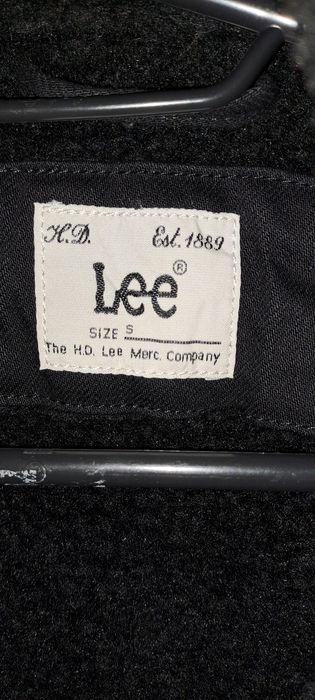 H.D. Est. 1889
Lee®
SIZE S
The H.D. Lee Merc. Company